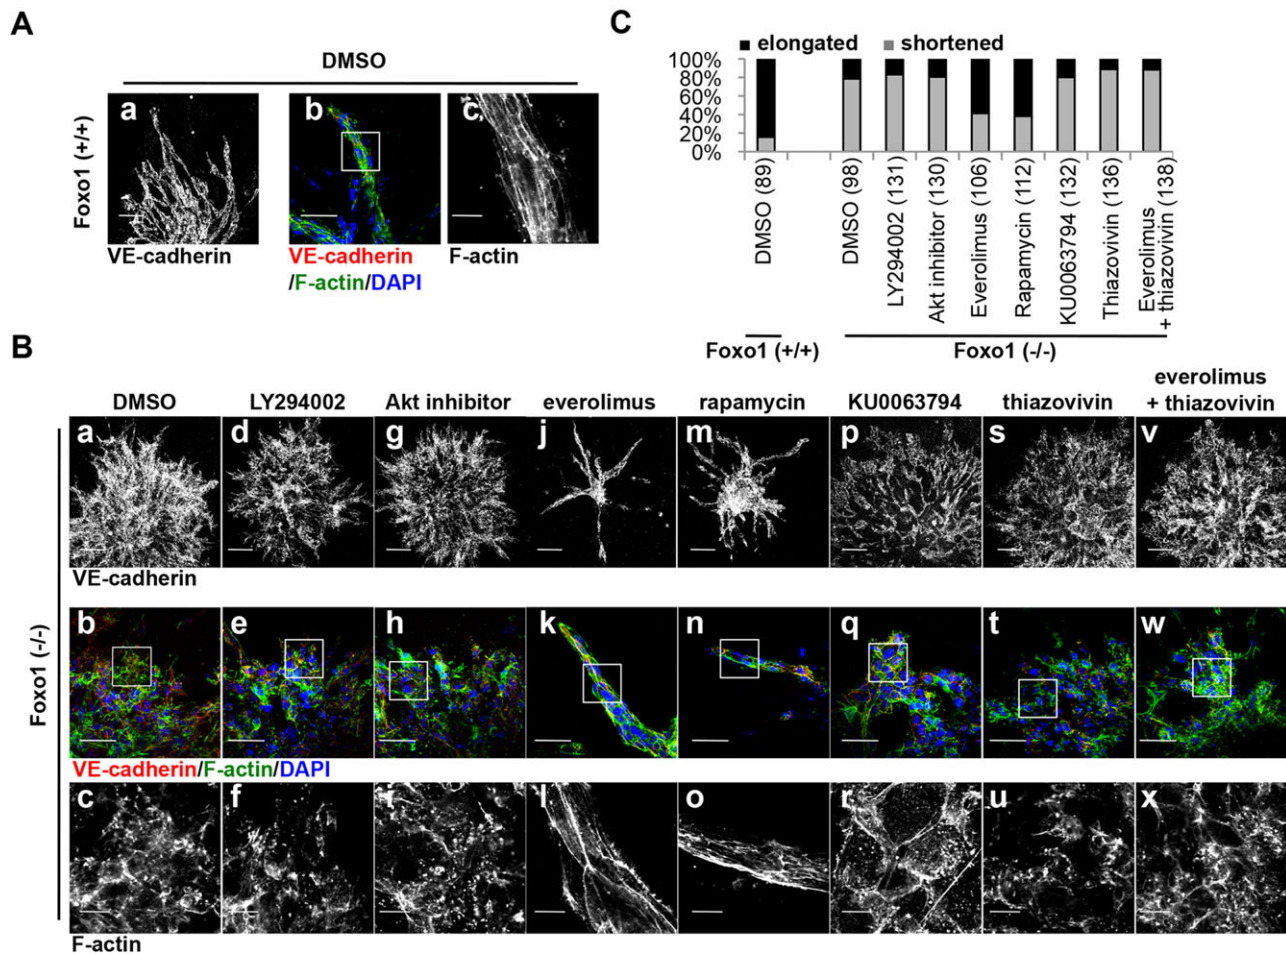 A
DMSO
Foxo1 (+/+)
a
b
c
VE-cadherin
VE-cadherin
/F-actin/DAPI
F-actin
C
elongated
shortened
100%
80%
60%
40%
20%
0%
DMSO (89)
DMSO (98)
LY294002 (131)
Akt inhibitor (130)
Everolimus (106)
Rapamycin (112)
KU0063794 (132)
Thiazovivin (136)
Everolimus
+ thiazovivin (138)
Foxo1 (+/+)
Foxo1 (-/-)
B
DMSO
LY294002
Akt inhibitor
everolimus
rapamycin
KU0063794
thiazovivin
everolimus
+ thiazovivin
Foxo1 (-/-)
a
d
g
j
m
p
s
v
VE-cadherin
b
e
h
k
n
q
t
w
VE-cadherin/F-actin/DAPI
c
f
i
l
o
r
u
x
F-actin